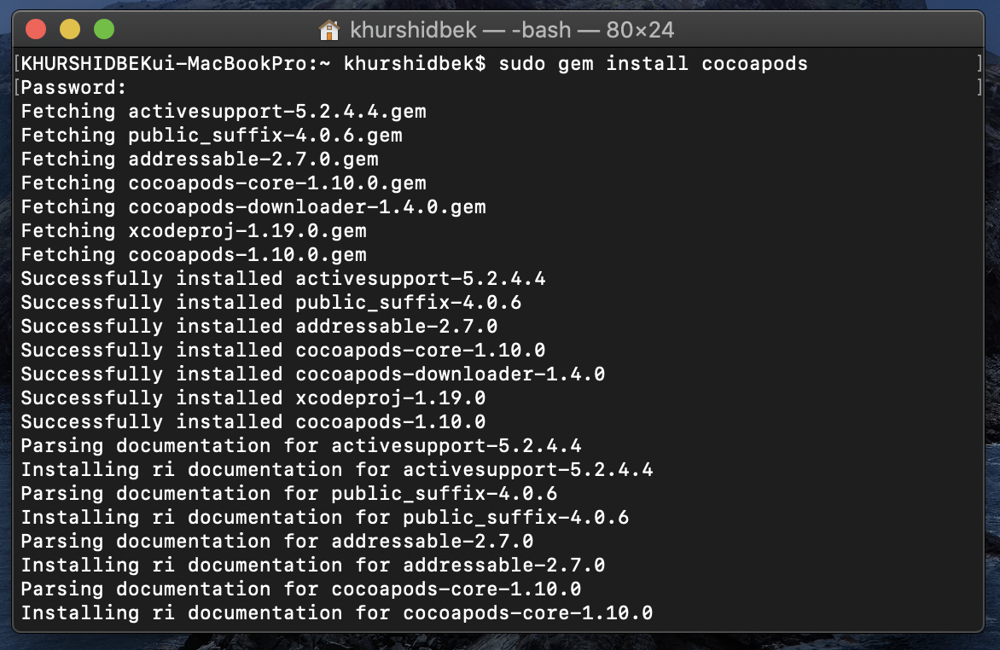 khurshidbek — -bash — 80×24
[KHURSHIDBEKui-MacBookPro:~ khurshidbek$ sudo gem install cocoapods ]
[Password: ]
Fetching activesupport-5.2.4.4.gem
Fetching public_suffix-4.0.6.gem
Fetching addressable-2.7.0.gem
Fetching cocoapods-core-1.10.0.gem
Fetching cocoapods-downloader-1.4.0.gem
Fetching xcodeproj-1.19.0.gem
Fetching cocoapods-1.10.0.gem
Successfully installed activesupport-5.2.4.4
Successfully installed public_suffix-4.0.6
Successfully installed addressable-2.7.0
Successfully installed cocoapods-core-1.10.0
Successfully installed cocoapods-downloader-1.4.0
Successfully installed xcodeproj-1.19.0
Successfully installed cocoapods-1.10.0
Parsing documentation for activesupport-5.2.4.4
Installing ri documentation for activesupport-5.2.4.4
Parsing documentation for public_suffix-4.0.6
Installing ri documentation for public_suffix-4.0.6
Parsing documentation for addressable-2.7.0
Installing ri documentation for addressable-2.7.0
Parsing documentation for cocoapods-core-1.10.0
Installing ri documentation for cocoapods-core-1.10.0